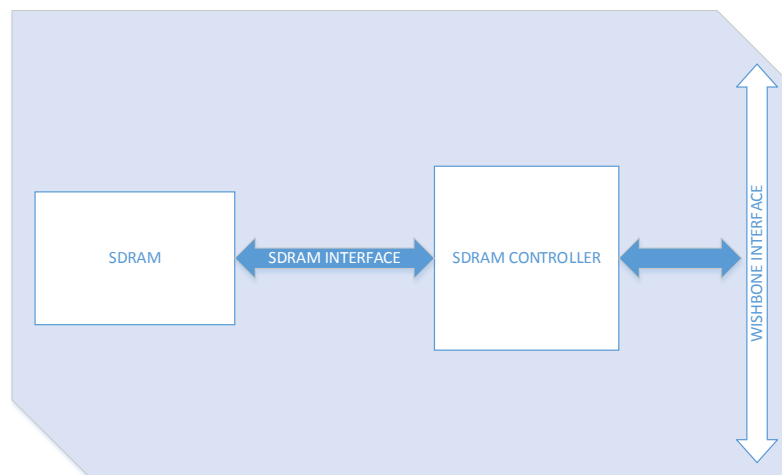 SDRAM
SDRAM INTERFACE
SDRAM CONTROLLER
WISHBONE INTERFACE